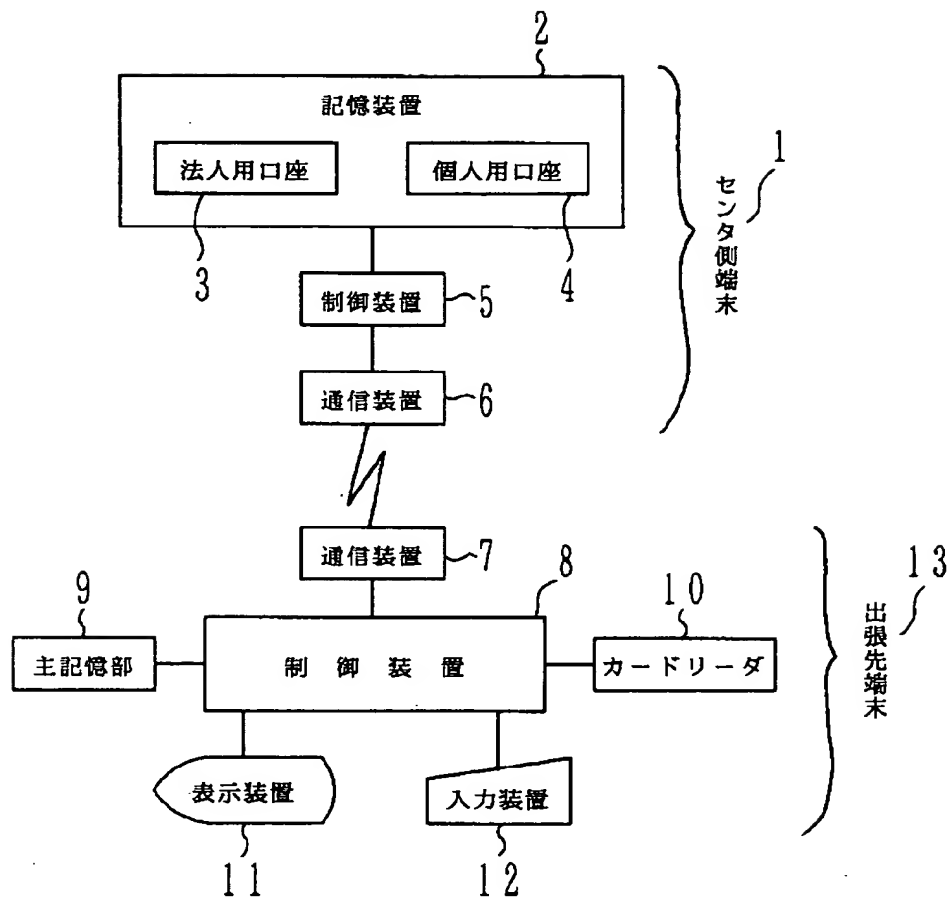 2
記憶装置
法人用口座
個人用口座
3
4
1
センタ側端末
制御装置
5
通信装置
6
通信装置
7
8
9
主記憶部
制御装置
10
カードリーダ
13
出張先端末
表示装置
入力装置
11
12